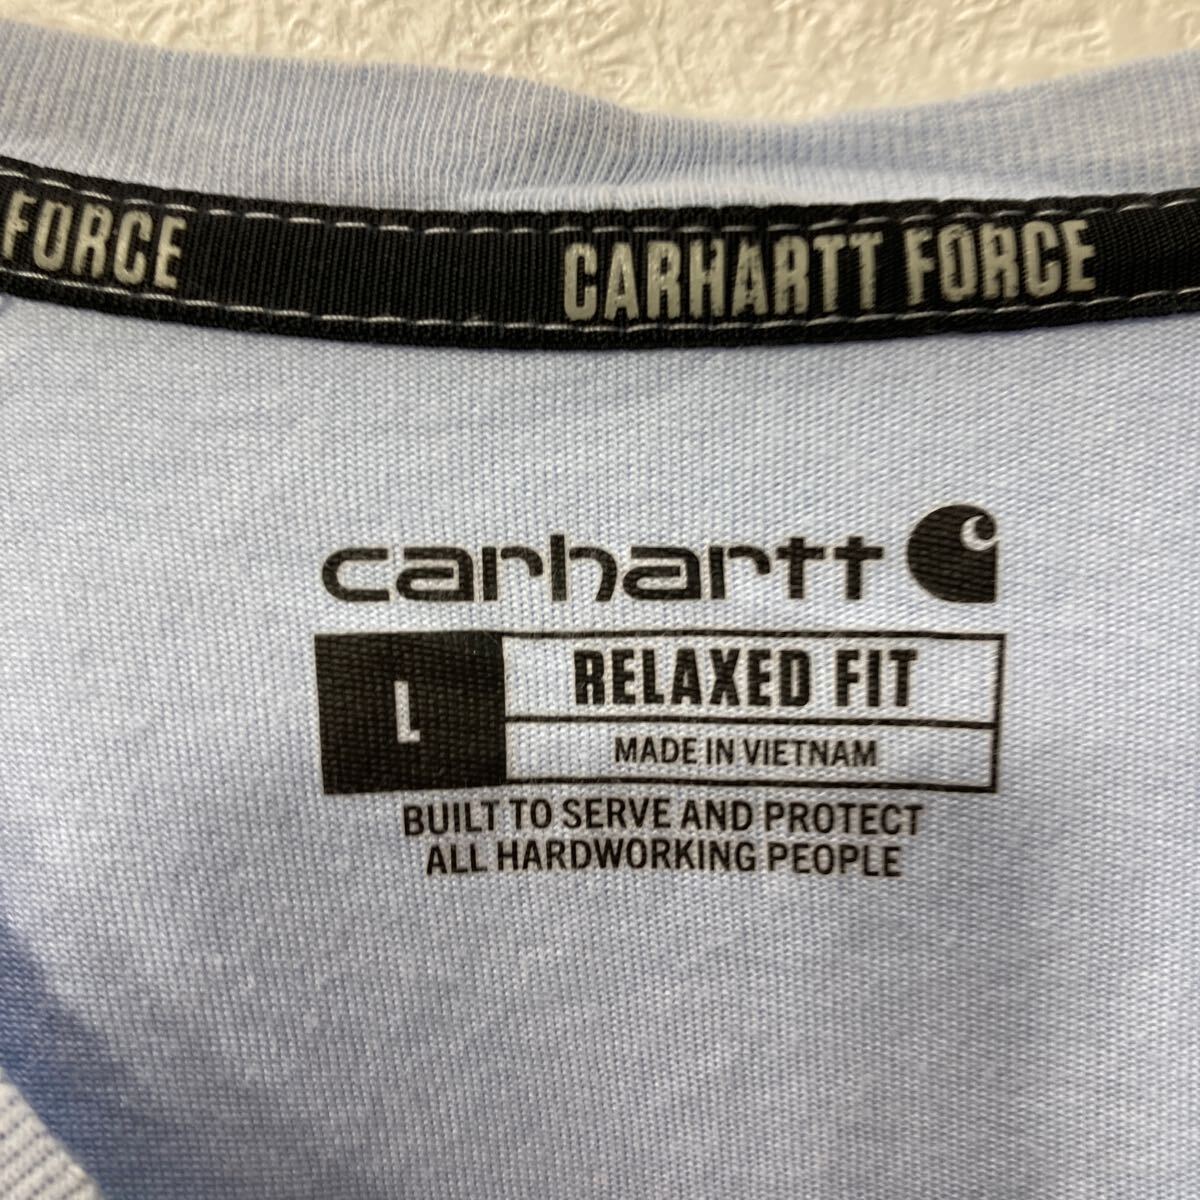 FORCE CARHARTT FORCE
carhartt
L RELAXED FIT
MADE IN VIETNAM
BUILT TO SERVE AND PROTECT
ALL HARDWORKING PEOPLE